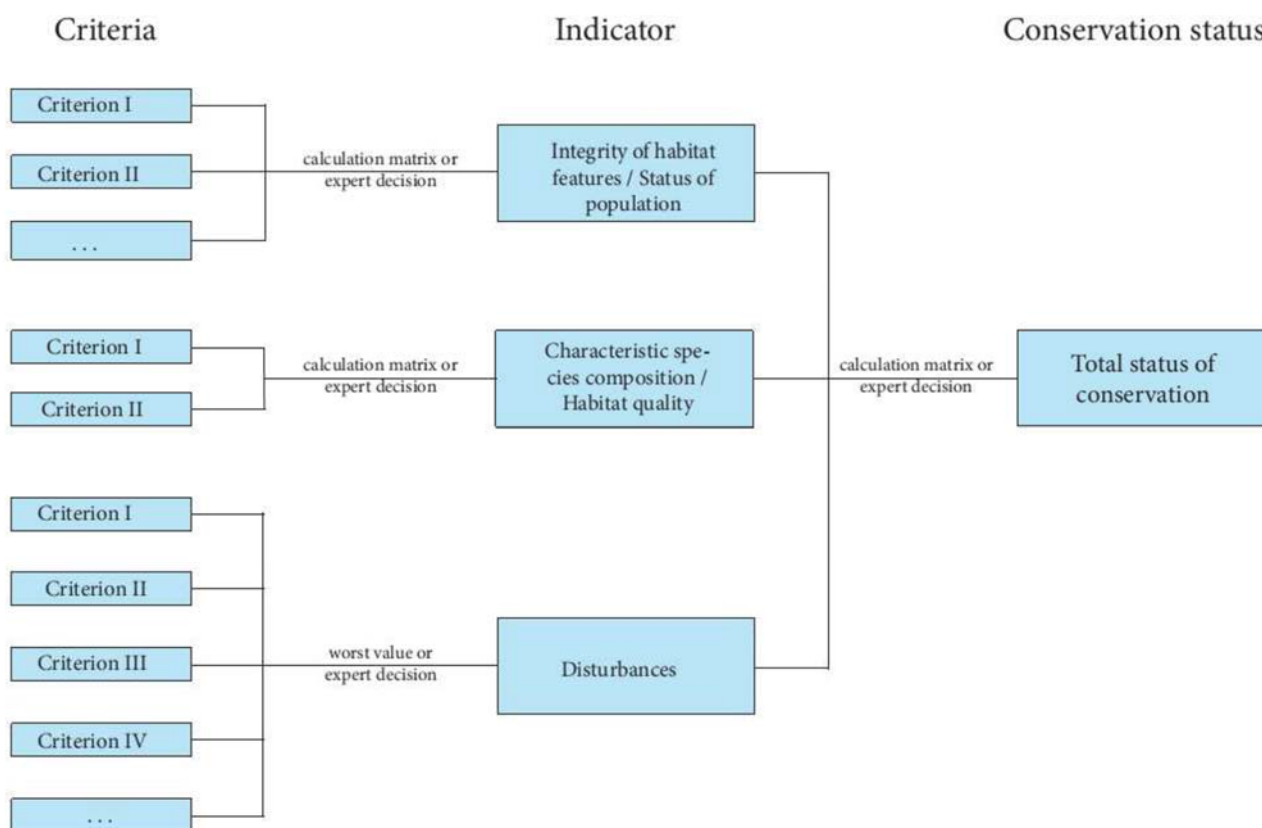 Criteria
Indicator
Conservation status
Criterion I
Criterion II
. . .
calculation matrix or
expert decision
Integrity of habitat
features / Status of
population
Criterion I
Criterion II
calculation matrix or
expert decision
Characteristic spe-
cies composition /
Habitat quality
calculation matrix or
expert decision
Total status of
conservation
Criterion I
Criterion II
Criterion III
Criterion IV
. . .
worst value or
expert decision
Disturbances